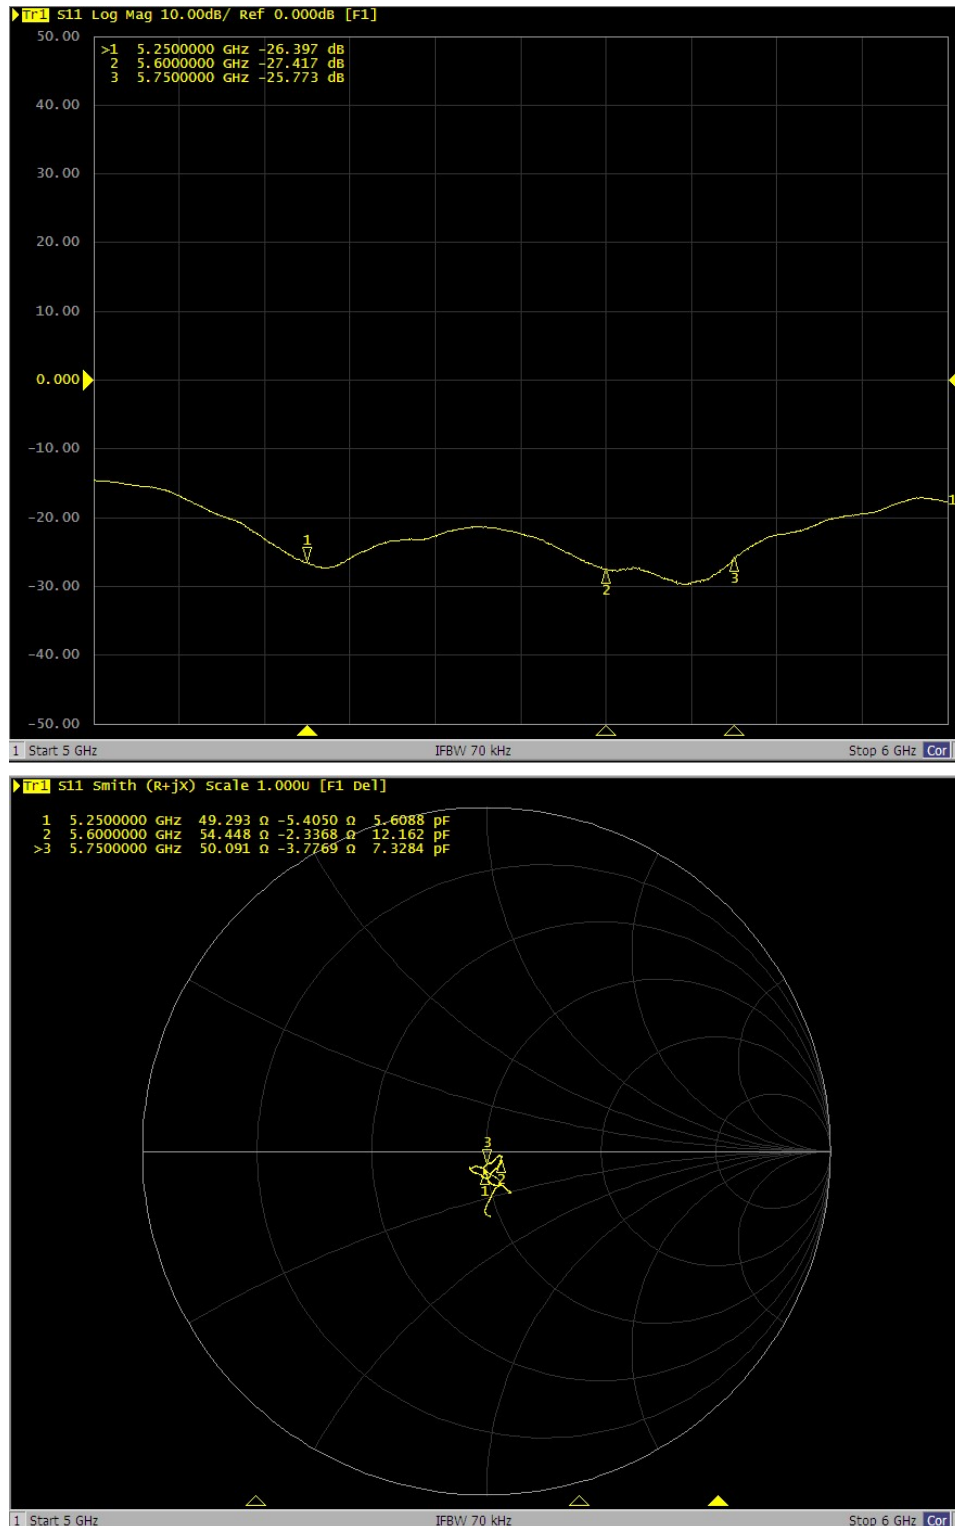 Tr1 S11 Log Mag 10.00dB/ Ref 0.000dB [F1]
50.00
>1 5.2500000 GHz -26.397 dB
2 5.6000000 GHz -27.417 dB
3 5.7500000 GHz -25.773 dB
40.00
30.00
20.00
10.00
0.000
-10.00
-20.00
1
1
-30.00
2
3
-40.00
-50.00
1 Start 5 GHz IFBW 70 kHz Stop 6 GHz Cor
Tr1 S11 Smith (R+jX) Scale 1.000U [F1 Del]
1 5.2500000 GHz 49.293 Ω -5.4050 Ω 5.6088 pF
2 5.6000000 GHz 54.448 Ω -2.3368 Ω 12.162 pF
>3 5.7500000 GHz 50.091 Ω -3.7769 Ω 7.3284 pF
3
2
1
1 Start 5 GHz IFBW 70 kHz Stop 6 GHz Cor